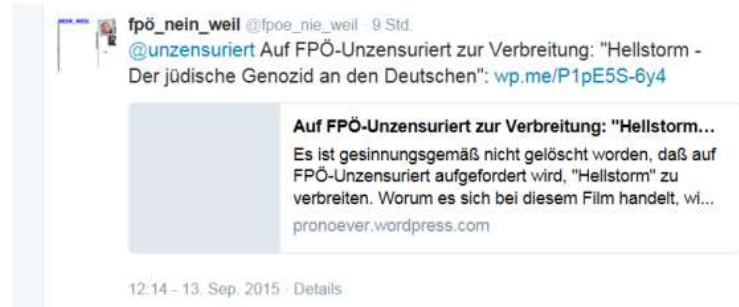 fpö_nein_weil @fpoe_nie_weil · 9 Std.
@unzensuriert Auf FPÖ-Unzensuriert zur Verbreitung: "Hellstorm -
Der jüdische Genozid an den Deutschen": wp.me/P1pE5S-6y4
Auf FPÖ-Unzensuriert zur Verbreitung: "Hellstorm...
Es ist gesinnungsgemäß nicht gelöscht worden, daß auf
FPÖ-Unzensuriert aufgefordert wird, "Hellstorm" zu
verbreiten. Worum es sich bei diesem Film handelt, wi...
pronoever.wordpress.com
12:14 - 13. Sep. 2015 · Details